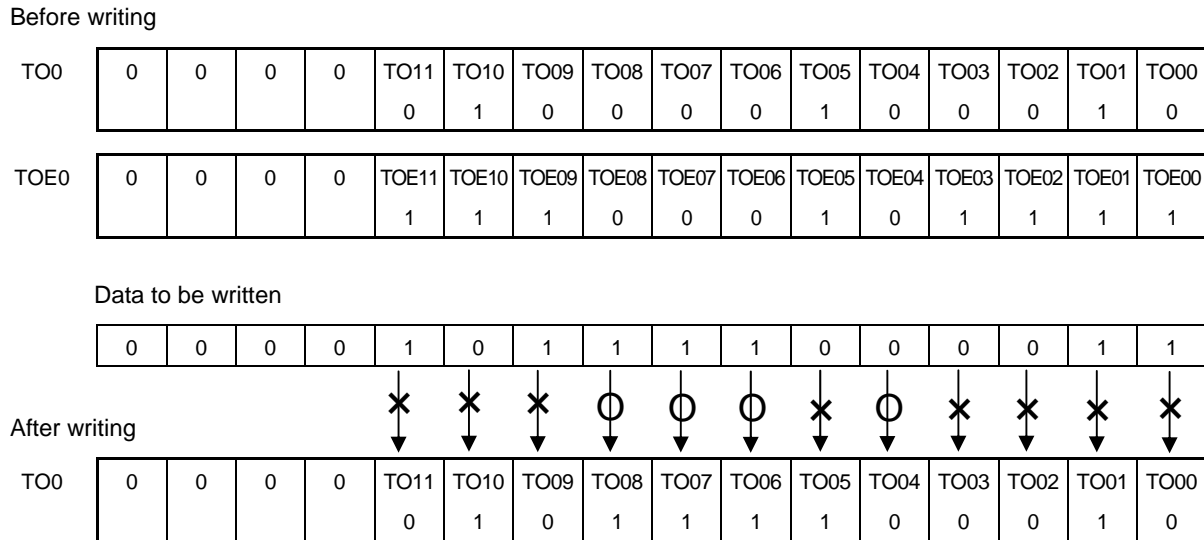 Before writing
TO0 0 0 0 0 TO11 TO10 TO09 TO08 TO07 TO06 TO05 TO04 TO03 TO02 TO01 TO00
0 1 0 0 0 0 1 0 0 0 1 0
TOE0 0 0 0 0 TOE11 TOE10 TOE09 TOE08 TOE07 TOE06 TOE05 TOE04 TOE03 TOE02 TOE01 TOE00
1 1 1 0 0 0 1 0 1 1 1 1
Data to be written
0 0 0 0 1 0 1 1 1 1 0 0 0 0 1 1
After writing
TO0 0 0 0 0 TO11 TO10 TO09 TO08 TO07 TO06 TO05 TO04 TO03 TO02 TO01 TO00
0 1 0 1 1 1 1 0 0 0 1 0